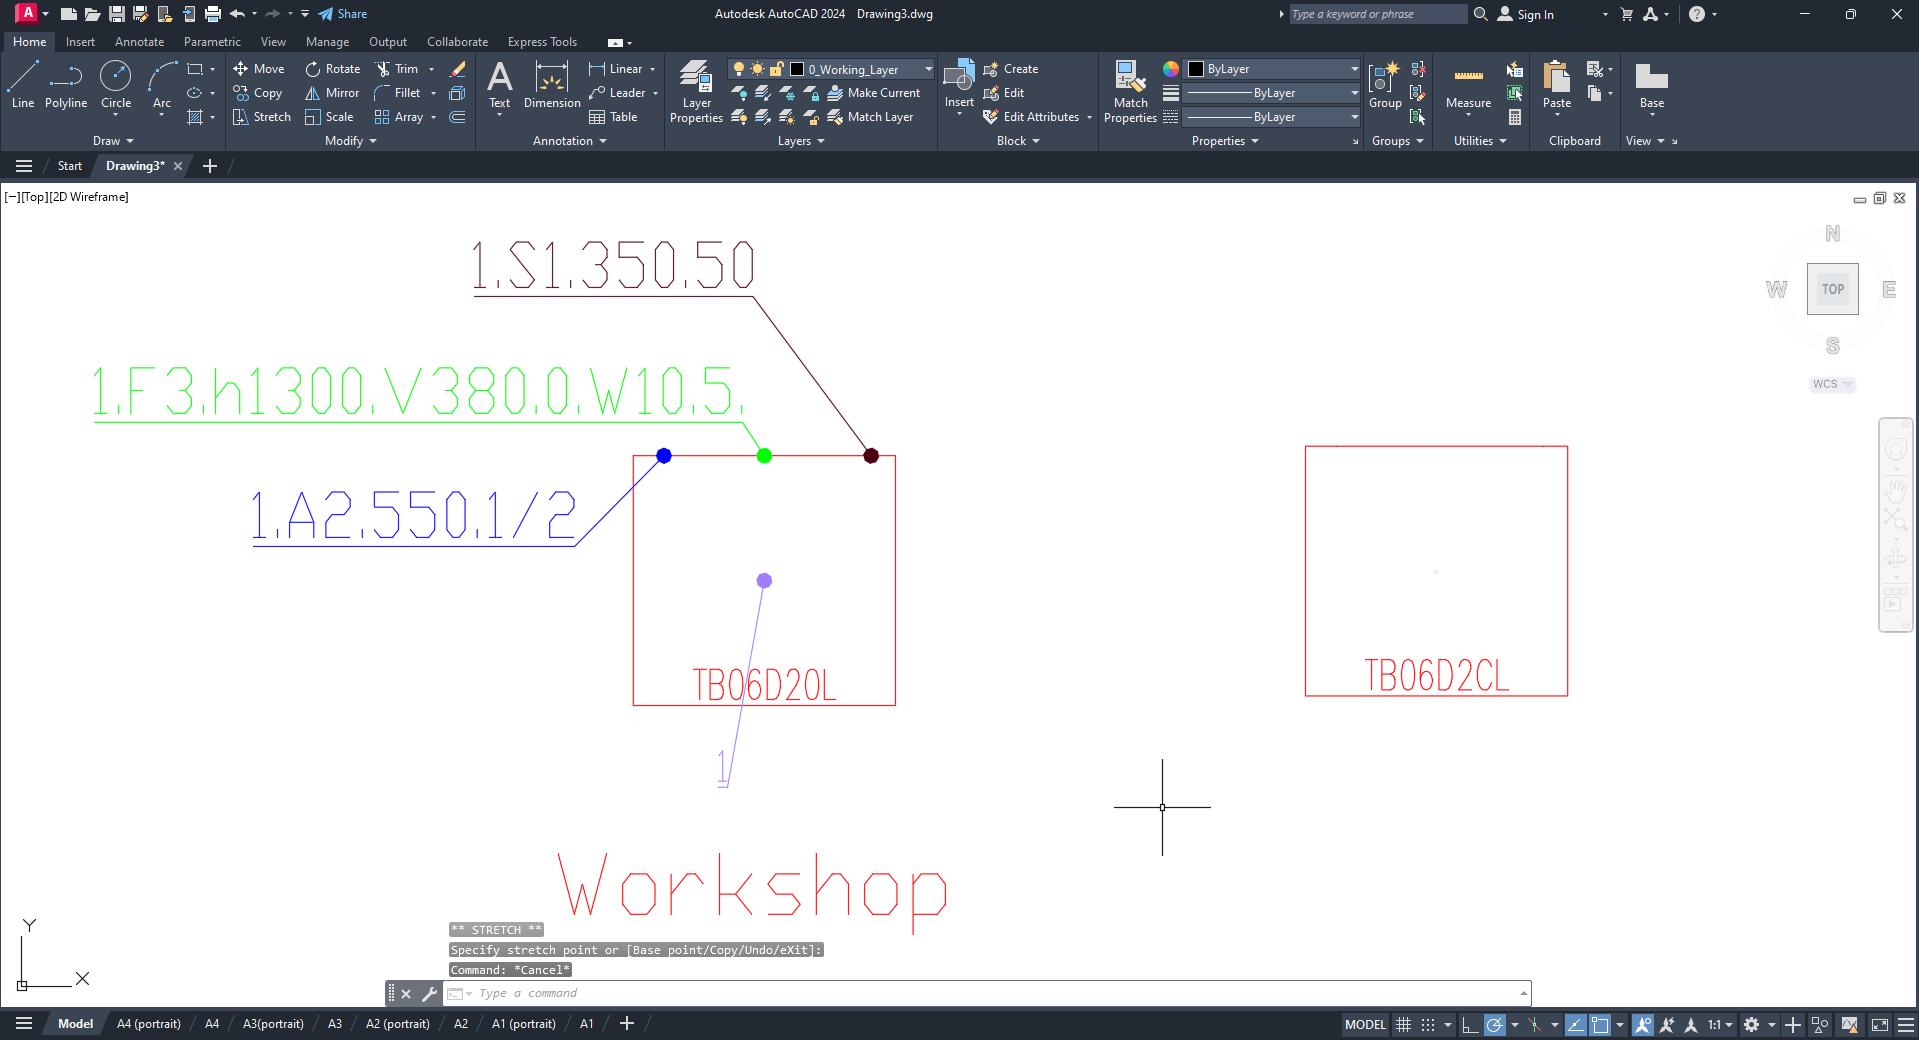 A Share Autodesk AutoCAD 2024 Drawing3.dwg Type a keyword or phrase Sign In
Home Insert Annotate Parametric View Manage Output Collaborate Express Tools
Line Polyline Circle Arc
Move Rotate Trim
Copy Mirror Fillet
Stretch Scale Array
Text Dimension
Linear
Leader
Table
Layer Properties
0_Working_Layer
Make Current
Match Layer
Insert
Create
Edit
Edit Attributes
Match Properties
ByLayer
ByLayer
ByLayer
Group Measure Paste Base
Draw Modify Annotation Layers Block Properties Groups Utilities Clipboard View
Start Drawing3*
[−][Top][2D Wireframe]
1.S1.350.50
1.F3.h1300.V380.0.W10.5.
1.A2.550.1/2
TB06D20L
1
TB06D2CL
Workshop
N
W TOP E
S
WCS
Y
X
** STRETCH **
Specify stretch point or [Base point/Copy/Undo/eXit]:
Command: *Cancel*
Type a command
Model A4 (portrait) A4 A3(portrait) A3 A2 (portrait) A2 A1 (portrait) A1
MODEL 1:1